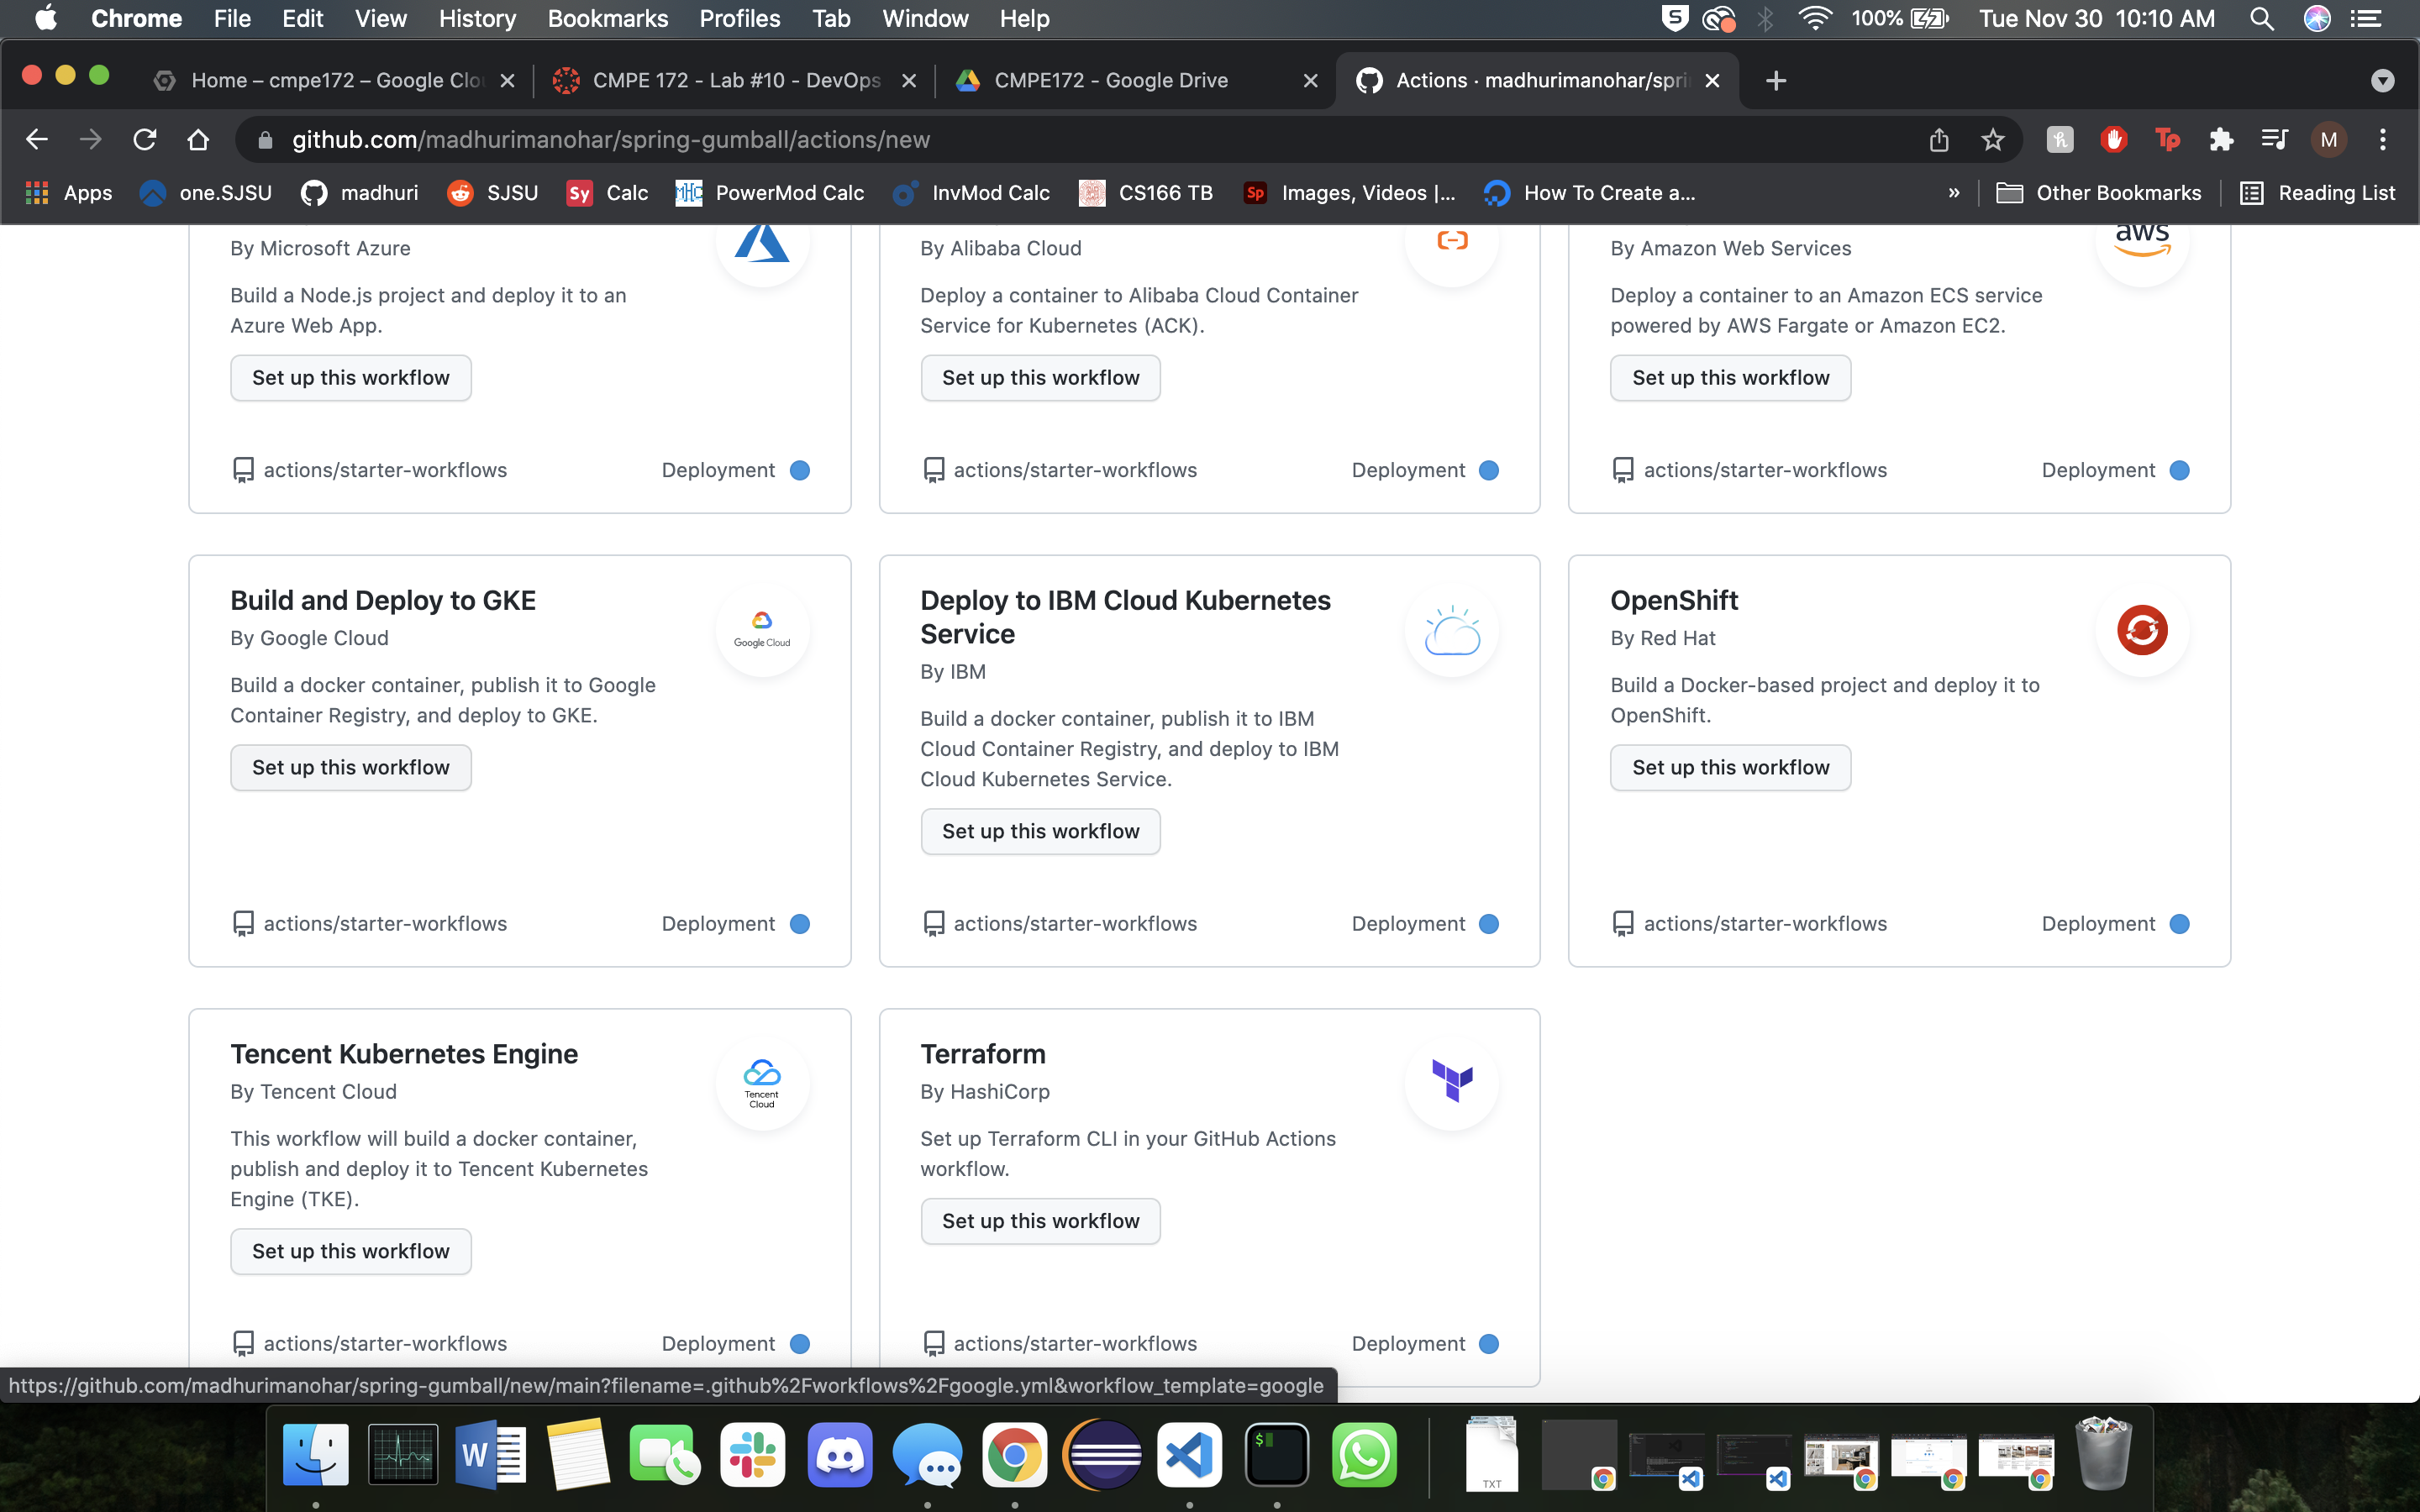 Chrome File Edit View History Bookmarks Profiles Tab Window Help 100% Tue Nov 30 10:10 AM
Home – cmpe172 – Google Clou CMPE 172 - Lab #10 - DevOps CMPE172 - Google Drive Actions · madhurimanohar/spri
github.com/madhurimanohar/spring-gumball/actions/new M
Apps one.SJSU madhuri SJSU Sy Calc MHC PowerMod Calc InvMod Calc CS166 TB Sp Images, Videos |... How To Create a... » Other Bookmarks Reading List
By Microsoft Azure
Build a Node.js project and deploy it to an
Azure Web App.
Set up this workflow
actions/starter-workflows Deployment
By Alibaba Cloud
Deploy a container to Alibaba Cloud Container
Service for Kubernetes (ACK).
Set up this workflow
actions/starter-workflows Deployment
By Amazon Web Services
aws
Deploy a container to an Amazon ECS service
powered by AWS Fargate or Amazon EC2.
Set up this workflow
actions/starter-workflows Deployment
Build and Deploy to GKE
By Google Cloud
Google Cloud
Build a docker container, publish it to Google
Container Registry, and deploy to GKE.
Set up this workflow
actions/starter-workflows Deployment
Deploy to IBM Cloud Kubernetes
Service
By IBM
Build a docker container, publish it to IBM
Cloud Container Registry, and deploy to IBM
Cloud Kubernetes Service.
Set up this workflow
actions/starter-workflows Deployment
OpenShift
By Red Hat
Build a Docker-based project and deploy it to
OpenShift.
Set up this workflow
actions/starter-workflows Deployment
Tencent Kubernetes Engine
By Tencent Cloud
Tencent
Cloud
This workflow will build a docker container,
publish and deploy it to Tencent Kubernetes
Engine (TKE).
Set up this workflow
actions/starter-workflows Deployment
Terraform
By HashiCorp
Set up Terraform CLI in your GitHub Actions
workflow.
Set up this workflow
actions/starter-workflows Deployment
https://github.com/madhurimanohar/spring-gumball/new/main?filename=.github%2Fworkflows%2Fgoogle.yml&workflow_template=google
W
$
TXT